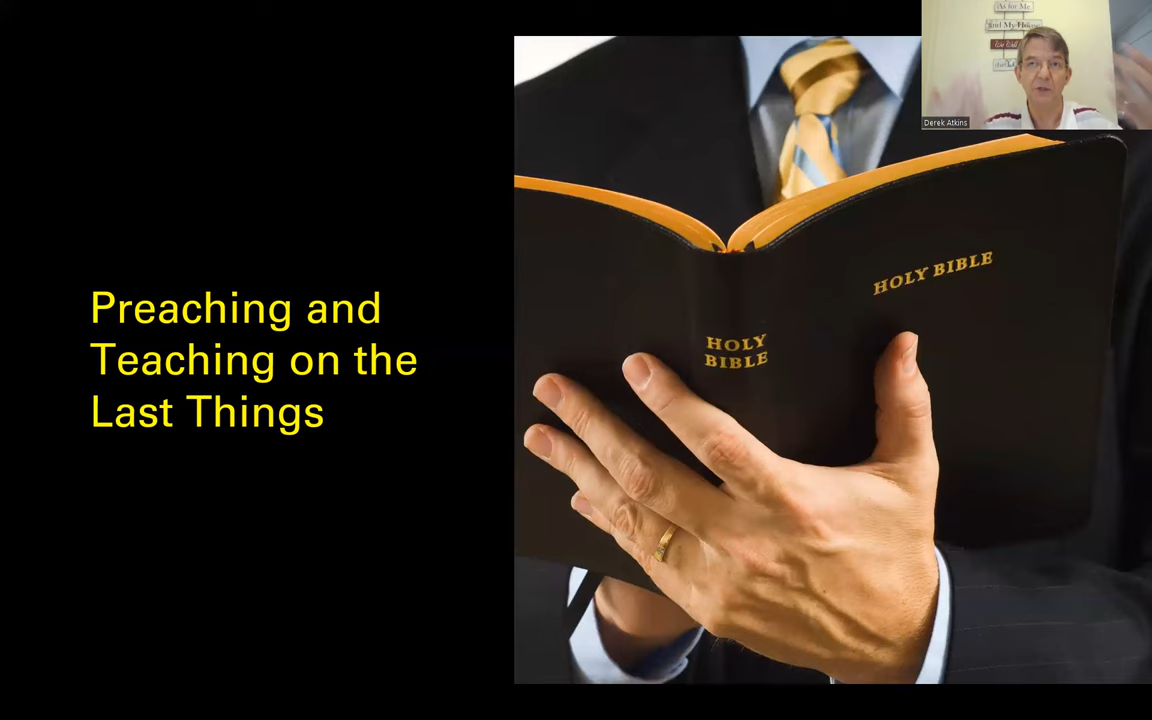 Preaching and
Teaching on the
Last Things
HOLY BIBLE
HOLY
BIBLE
As for Me
and My House
Derek Atkins